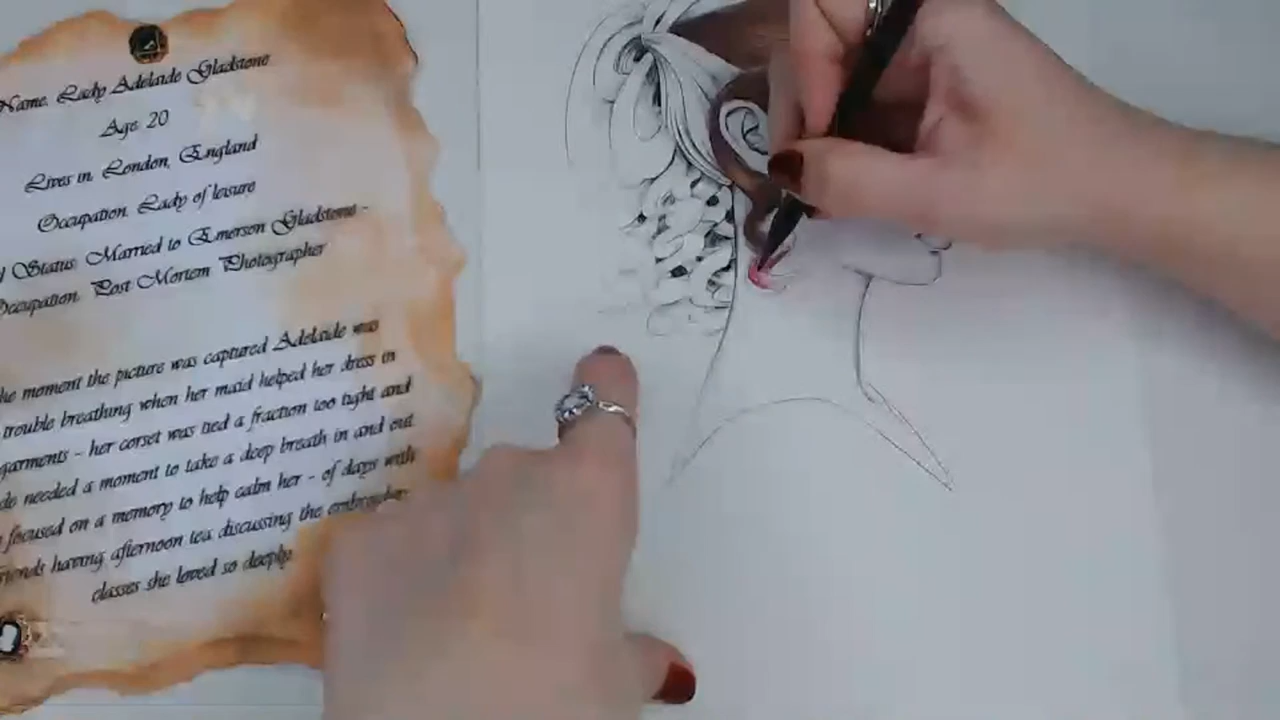 Name. Lady Adelaide Gladstone
Age. 20
Lives in. London, England
Occupation. Lady of leisure
Status. Married to Emerson Gladstone -
Occupation. Post Mortem Photographer
he moment the picture was captured Adelaide was
trouble breathing when her maid helped her dress in
garments - her corset was tied a fraction too tight and
de needed a moment to take a deep breath in and out
focused on a memory to help calm her - of days with
riends having afternoon tea discussing the embroidery
classes she loved so deeply.